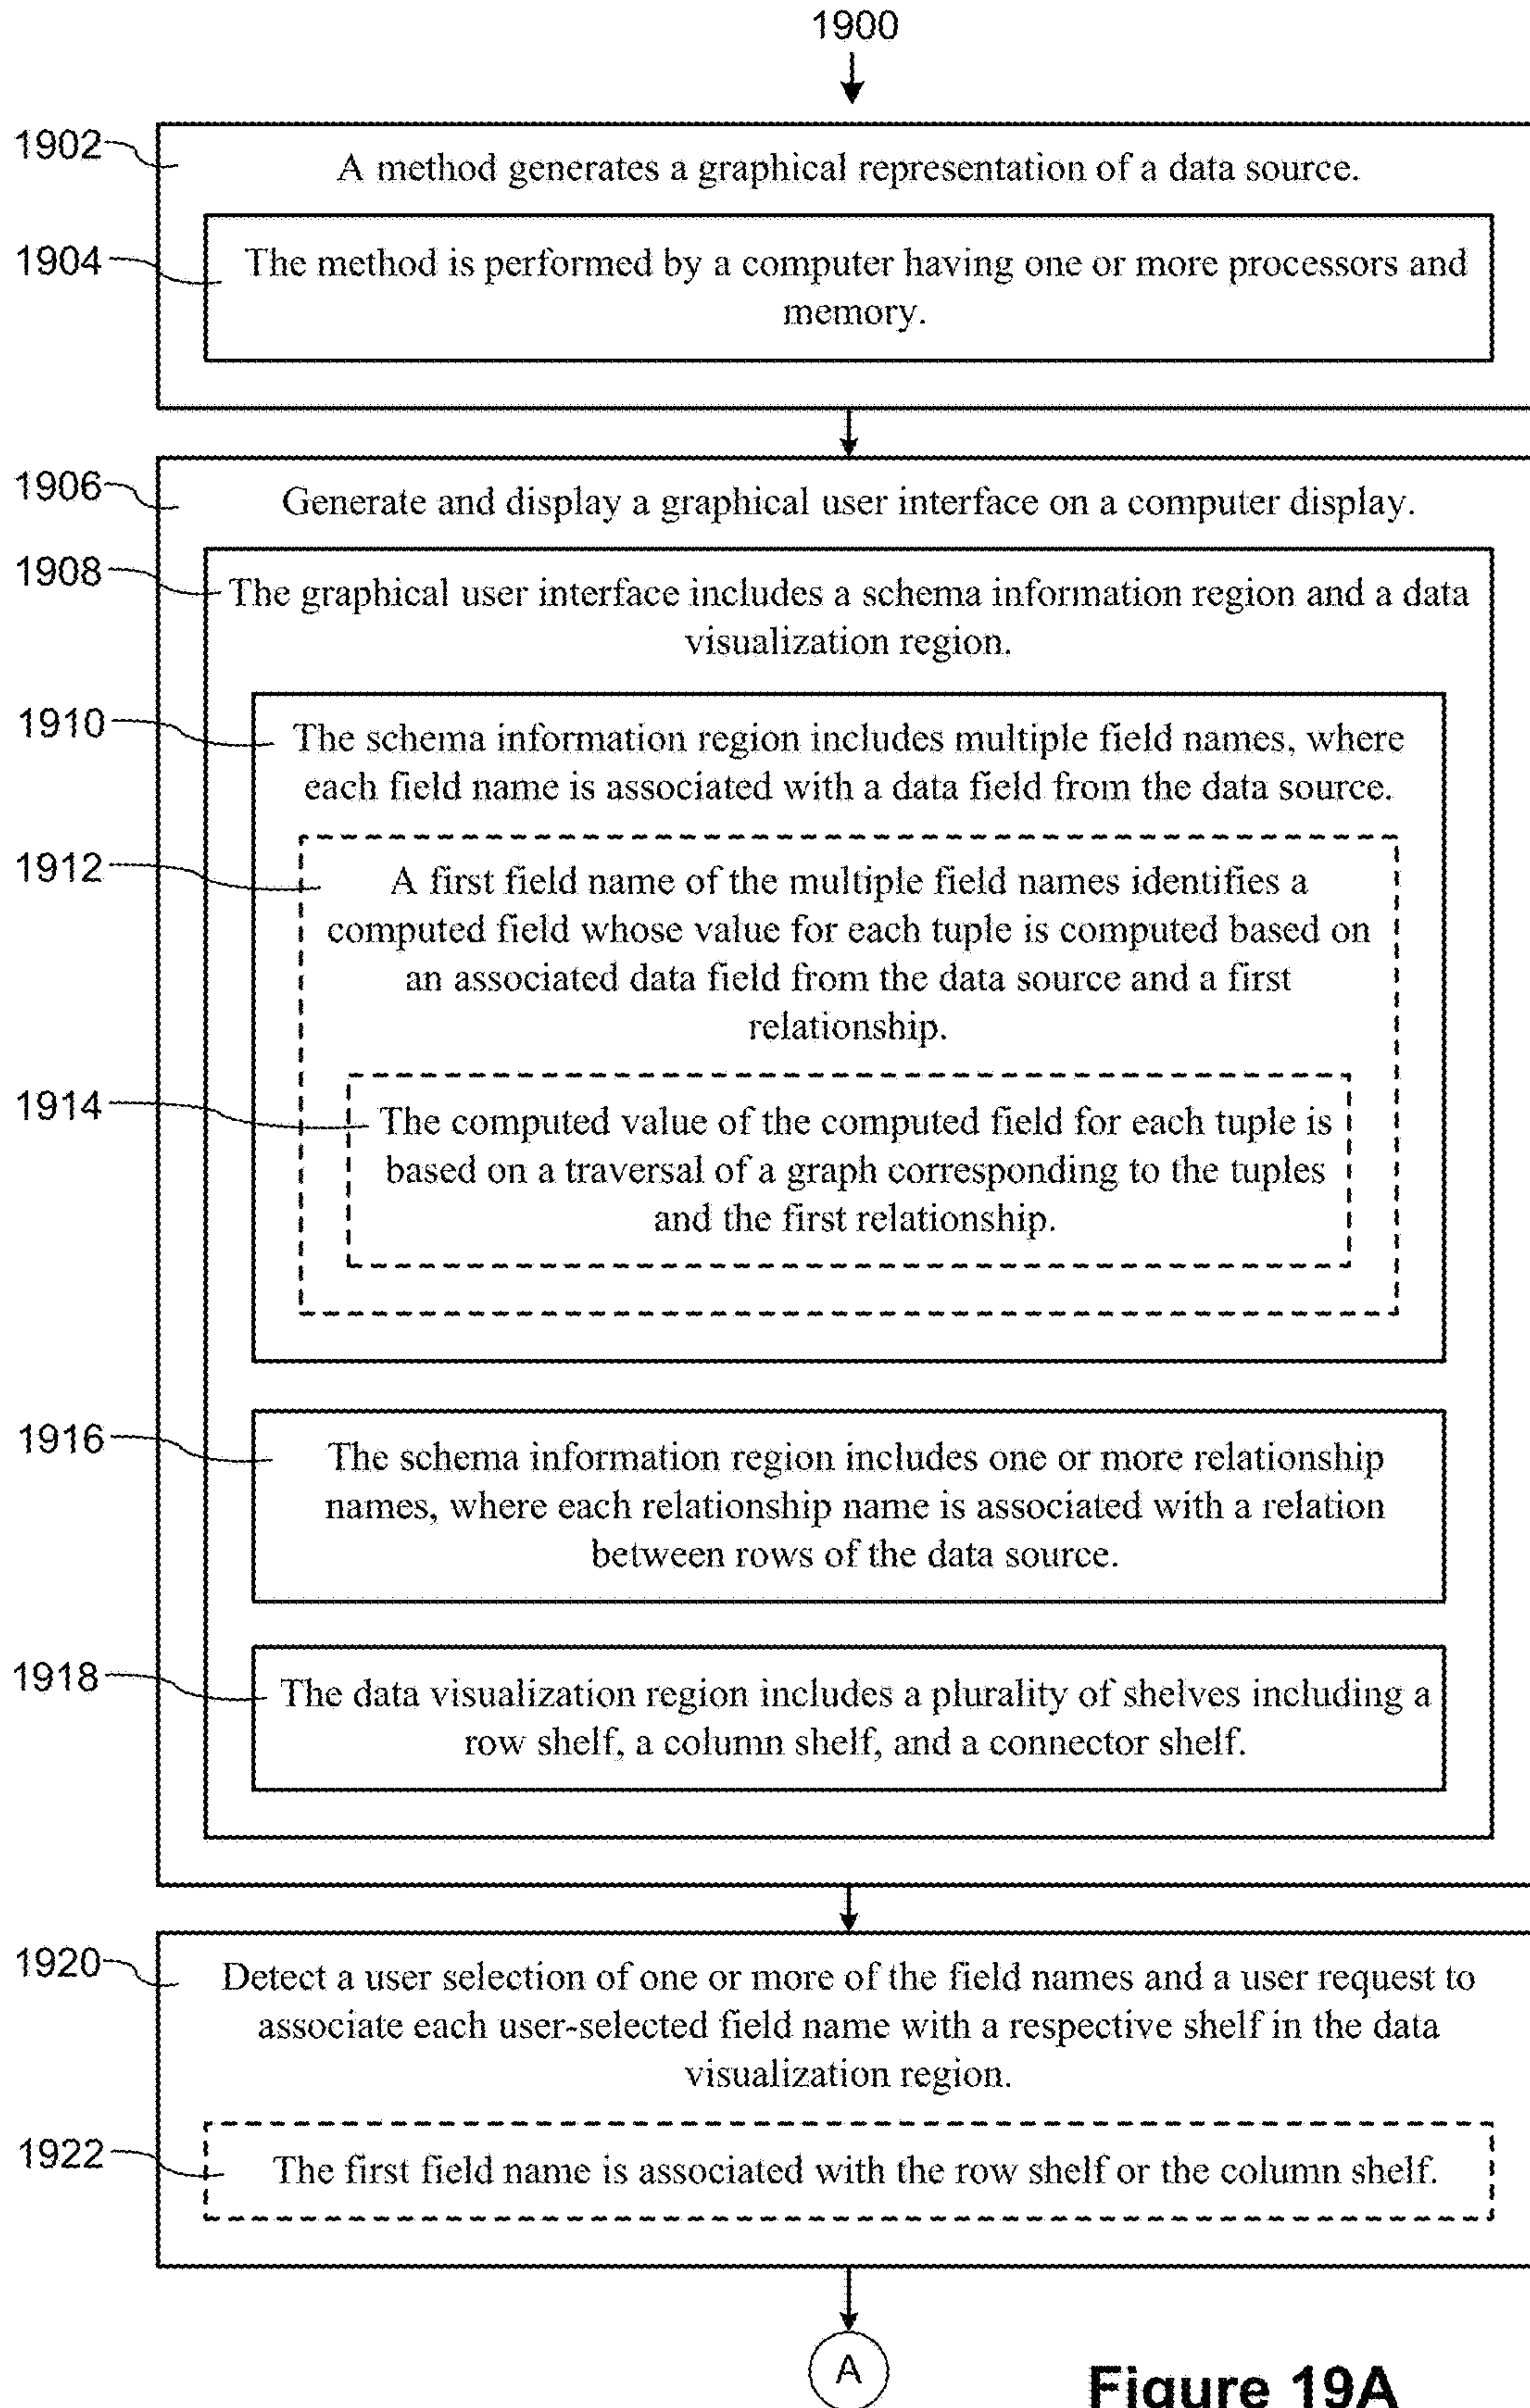 1900
1902
A method generates a graphical representation of a data source.
1904
The method is performed by a computer having one or more processors and
memory.
1906
Generate and display a graphical user interface on a computer display.
1908
The graphical user interface includes a schema information region and a data
visualization region.
1910
The schema information region includes multiple field names, where
each field name is associated with a data field from the data source.
1912
A first field name of the multiple field names identifies a
computed field whose value for each tuple is computed based on
an associated data field from the data source and a first
relationship.
1914
The computed value of the computed field for each tuple is
based on a traversal of a graph corresponding to the tuples
and the first relationship.
1916
The schema information region includes one or more relationship
names, where each relationship name is associated with a relation
between rows of the data source.
1918
The data visualization region includes a plurality of shelves including a
row shelf, a column shelf, and a connector shelf.
1920
Detect a user selection of one or more of the field names and a user request to
associate each user-selected field name with a respective shelf in the data
visualization region.
1922
The first field name is associated with the row shelf or the column shelf.
A
Figure 19A